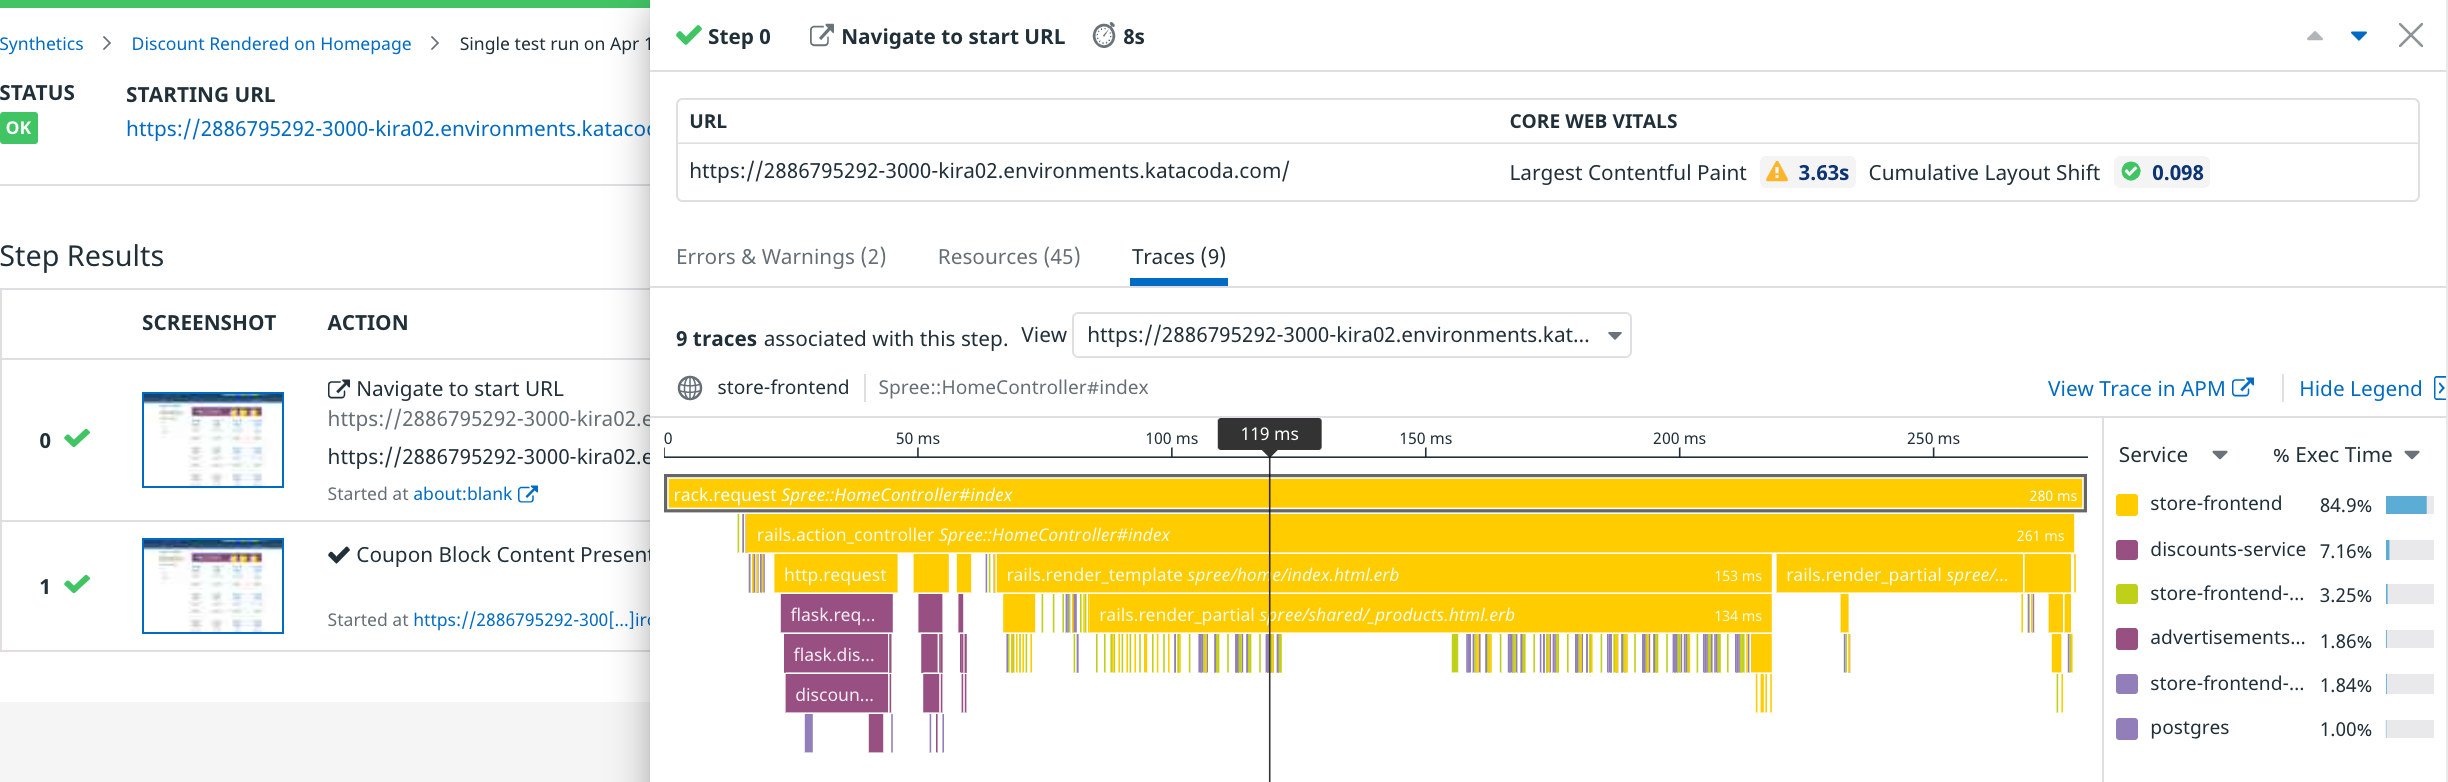 Synthetics > Discount Rendered on Homepage > Single test run on Apr 1
STATUS
STARTING URL
OK
https://2886795292-3000-kira02.environments.kataco
Step Results
SCREENSHOT ACTION
0
Navigate to start URL
https://2886795292-3000-kira02.e
https://2886795292-3000-kira02.e
Started at about:blank
1
Coupon Block Content Present
Started at https://2886795292-300[...]iro
Step 0 Navigate to start URL 8s
URL CORE WEB VITALS
https://2886795292-3000-kira02.environments.katacoda.com/
Largest Contentful Paint 3.63s Cumulative Layout Shift 0.098
Errors & Warnings (2) Resources (45) Traces (9)
9 traces associated with this step. View https://2886795292-3000-kira02.environments.kat...
store-frontend Spree::HomeController#index
View Trace in APM Hide Legend
0 50 ms 100 ms 119 ms 150 ms 200 ms 250 ms
rack.request Spree::HomeController#index 280 ms
rails.action_controller Spree::HomeController#index 261 ms
http.request rails.render_template spree/home/index.html.erb 153 ms rails.render_partial spree/...
flask.req... rails.render_partial spree/shared/_products.html.erb 134 ms
flask.dis...
discoun...
Service % Exec Time
store-frontend 84.9%
discounts-service 7.16%
store-frontend-... 3.25%
advertisements... 1.86%
store-frontend-... 1.84%
postgres 1.00%